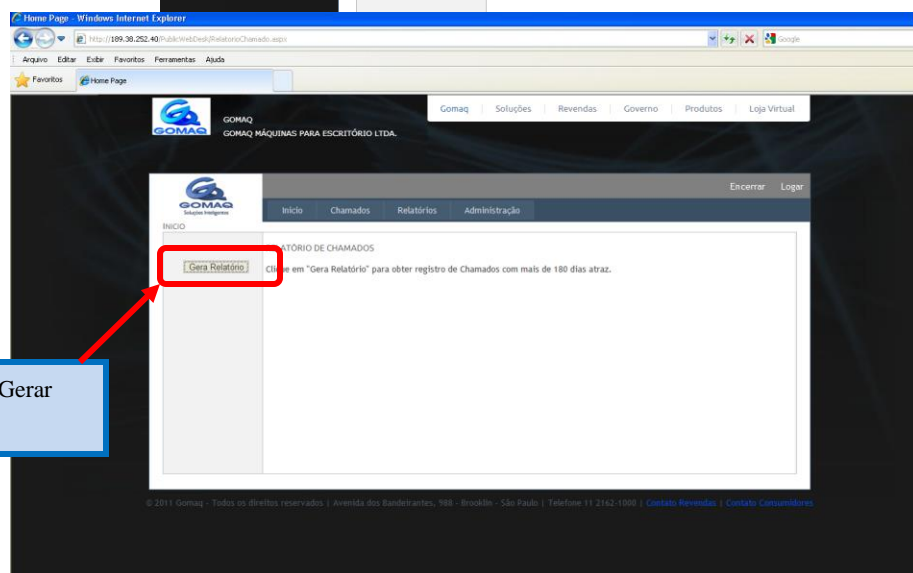 Home Page - Windows Internet Explorer
http://189.38.252.40/PublicWebDesk/RelatorioChamado.aspx
Google
Arquivo Editar Exibir Favoritos Ferramentas Ajuda
Favoritos Home Page
Gomaq Soluções Revendas Governo Produtos Loja Virtual
GOMAQ
GOMAQ
GOMAQ MÁQUINAS PARA ESCRITÓRIO LTDA.
Encerrar Logar
GOMAQ
Soluções Inteligentes
Início Chamados Relatórios Administração
INICIO
RELATÓRIO DE CHAMADOS
Gera Relatório
Clique em "Gera Relatório" para obter registro de Chamados com mais de 180 dias atraz.
Gerar
© 2011 Gomaq - Todos os direitos reservados | Avenida dos Bandeirantes, 988 - Brooklin - São Paulo | Telefone 11 2162-1000 | Contato Revendas | Contato Consumidores